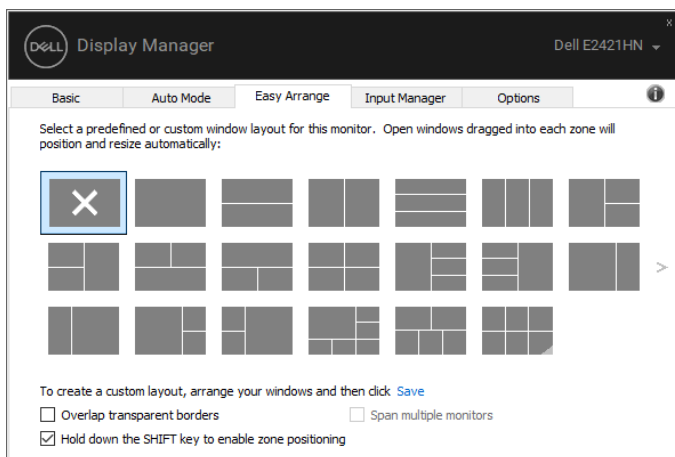 x
DELL Display Manager Dell E2421HN
Basic Auto Mode Easy Arrange Input Manager Options i
Select a predefined or custom window layout for this monitor. Open windows dragged into each zone will
position and resize automatically:
>
To create a custom layout, arrange your windows and then click Save
Overlap transparent borders Span multiple monitors
Hold down the SHIFT key to enable zone positioning